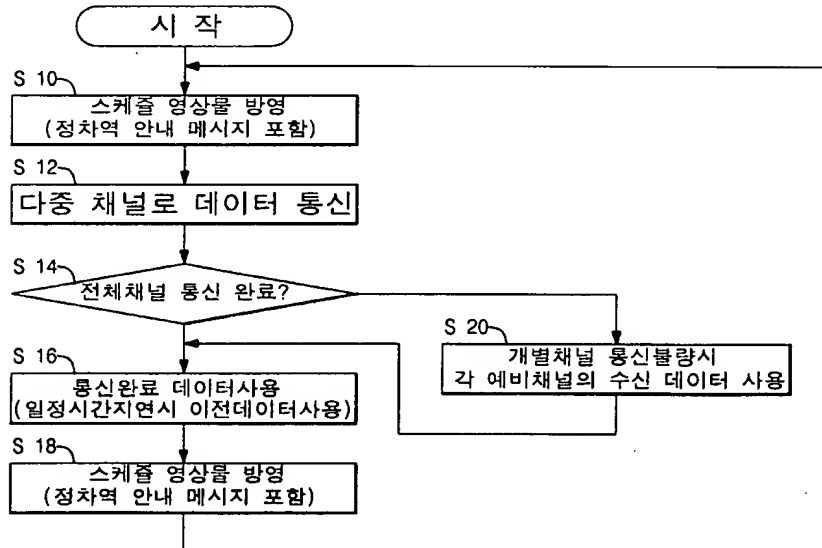 시 작
S 10
스케쥴 영상물 방영
(정차역 안내 메시지 포함)
S 12
다중 채널로 데이터 통신
S 14
전체채널 통신 완료?
S 20
개별채널 통신불량시
각 예비채널의 수신 데이터 사용
S 16
통신완료 데이터사용
(일정시간지연시 이전데이터사용)
S 18
스케쥴 영상물 방영
(정차역 안내 메시지 포함)